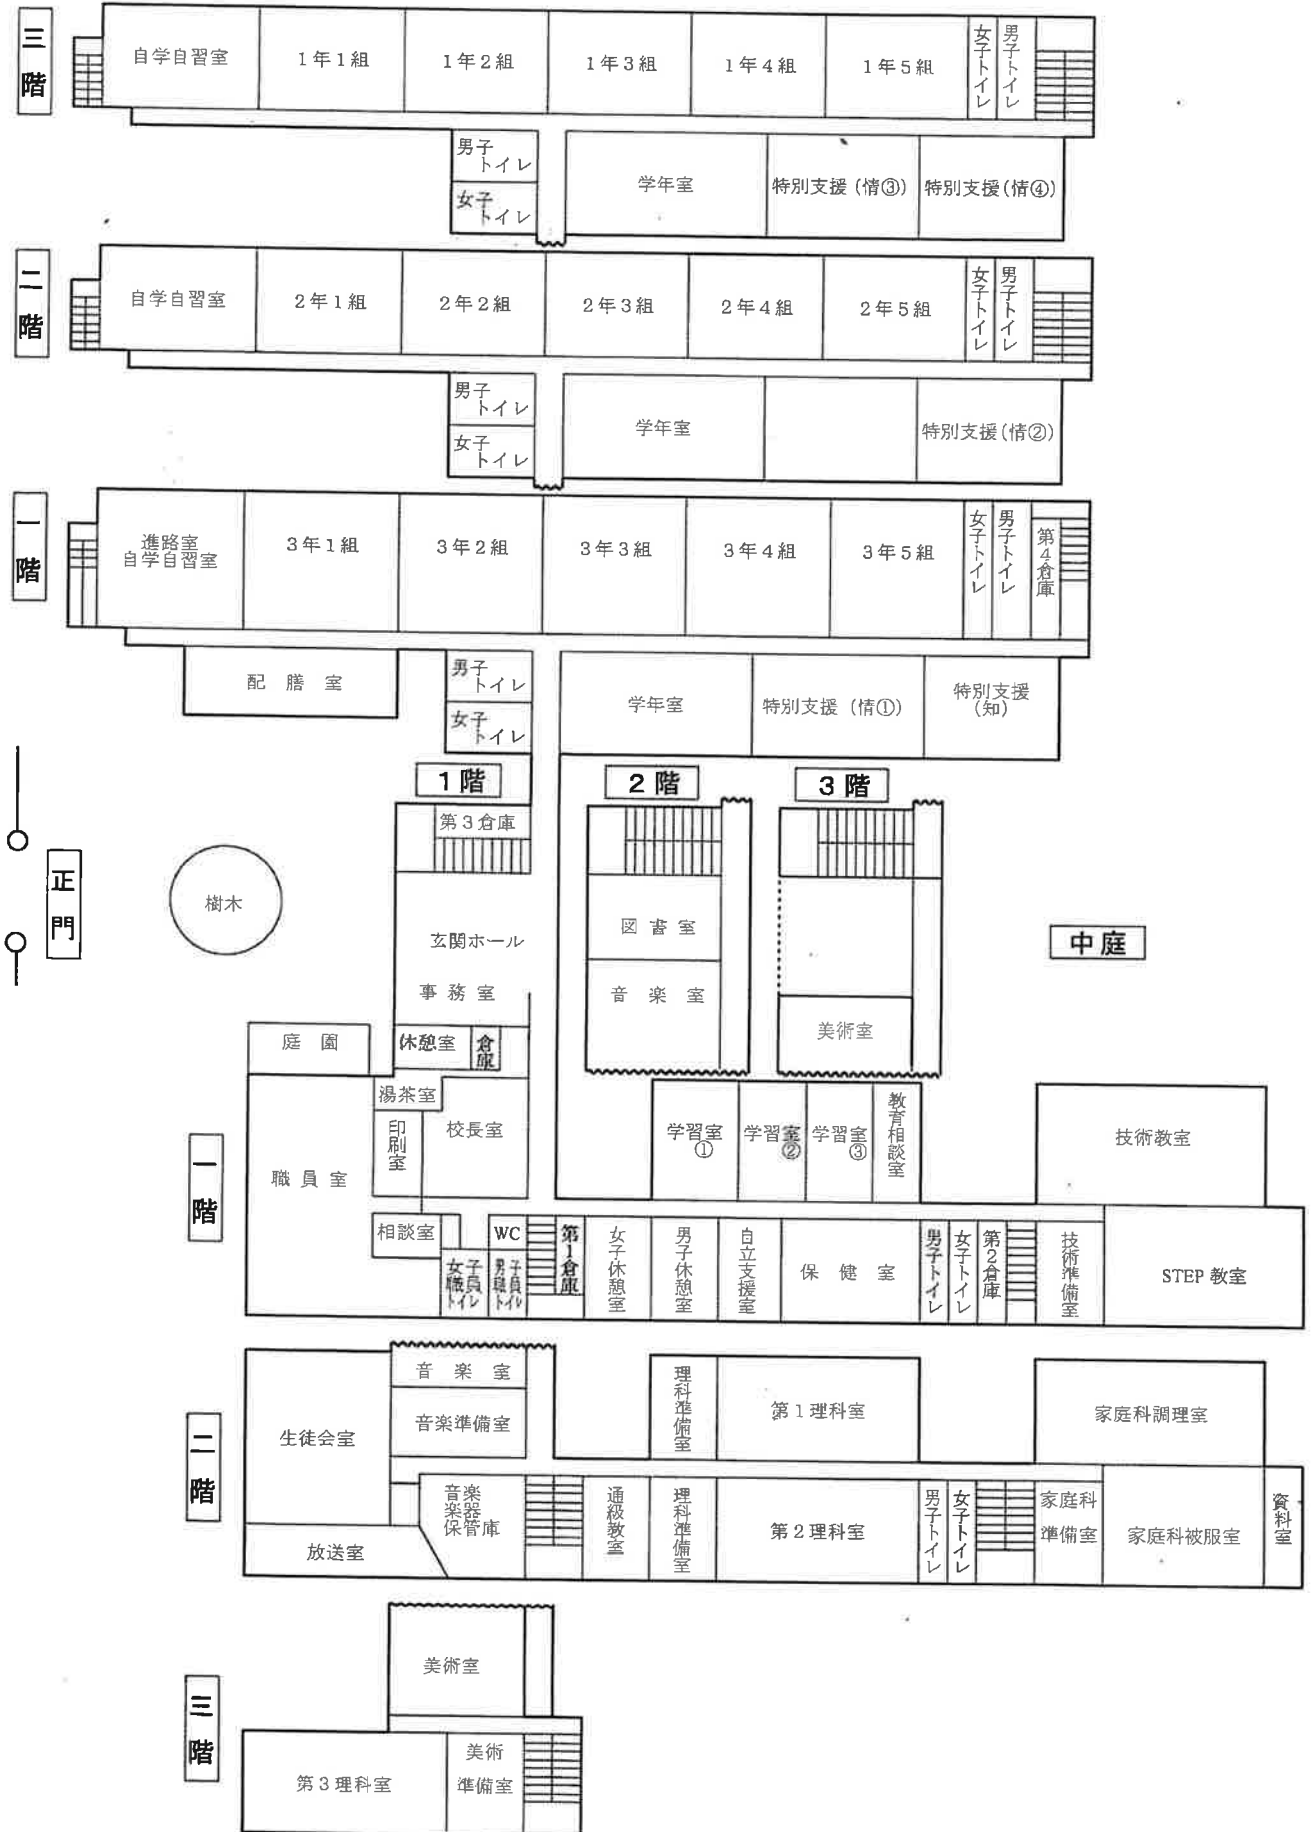 三階
自学自習室
1年1組
1年2組
1年3組
1年4組
1年5組
女子トイレ
男子トイレ
男子
トイレ
女子
トイレ
学年室
特別支援(情③)
特別支援(情④)
二階
自学自習室
2年1組
2年2組
2年3組
2年4組
2年5組
女子トイレ
男子トイレ
男子
トイレ
女子
トイレ
学年室
特別支援(情②)
一階
進路室
自学自習室
3年1組
3年2組
3年3組
3年4組
3年5組
女子トイレ
男子トイレ
第4倉庫
配膳室
男子
トイレ
女子
トイレ
学年室
特別支援(情①)
特別支援
(知)
1階
2階
3階
正門
樹木
第3倉庫
玄関ホール
事務室
休憩室
倉庫
図書室
音楽室
美術室
中庭
庭園
湯茶室
印刷室
校長室
職員室
相談室
一階
学習室
①
学習室
②
学習室
③
教育相談室
技術教室
WC
女子職員トイレ
男子職員トイレ
第1倉庫
女子休憩室
男子休憩室
自立支援室
保健室
男子トイレ
女子トイレ
第2倉庫
技術準備室
STEP教室
二階
生徒会室
音楽室
音楽準備室
理科準備室
第1理科室
家庭科調理室
放送室
音楽
楽器
保管庫
通級教室
理科準備室
第2理科室
男子トイレ
女子トイレ
家庭科
準備室
家庭科被服室
資料室
三階
美術室
第3理科室
美術
準備室